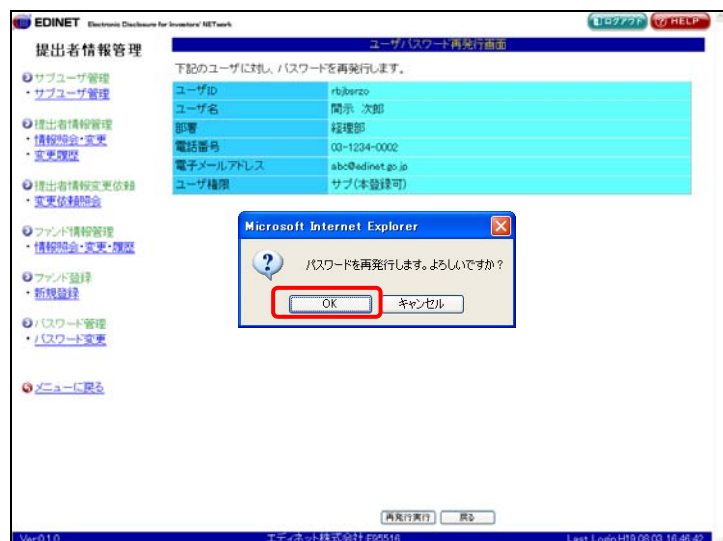 EDINET Electronic Disclosure for Investors' NETwork
ログアウト
HELP
提出者情報管理
ユーザパスワード再発行画面
下記のユーザに対し、パスワードを再発行します。
ユーザID rbjbsrzo
ユーザ名 開示 次郎
部署 経理部
電話番号 03-1234-0002
電子メールアドレス abc@edinet.go.jp
ユーザ権限 サブ(本登録可)
サブユーザ管理
・サブユーザ管理
提出者情報管理
・情報照会・変更
・変更履歴
提出者情報変更依頼
・変更依頼照会
ファンド情報管理
・情報照会・変更・履歴
ファンド登録
・新規登録
パスワード管理
・パスワード変更
メニューに戻る
Microsoft Internet Explorer
パスワードを再発行します。よろしいですか?
OK
キャンセル
再発行実行
戻る
Ver.0.1.0
エディネット株式会社:E95516
Last Login:H19.08.03 16:46:42